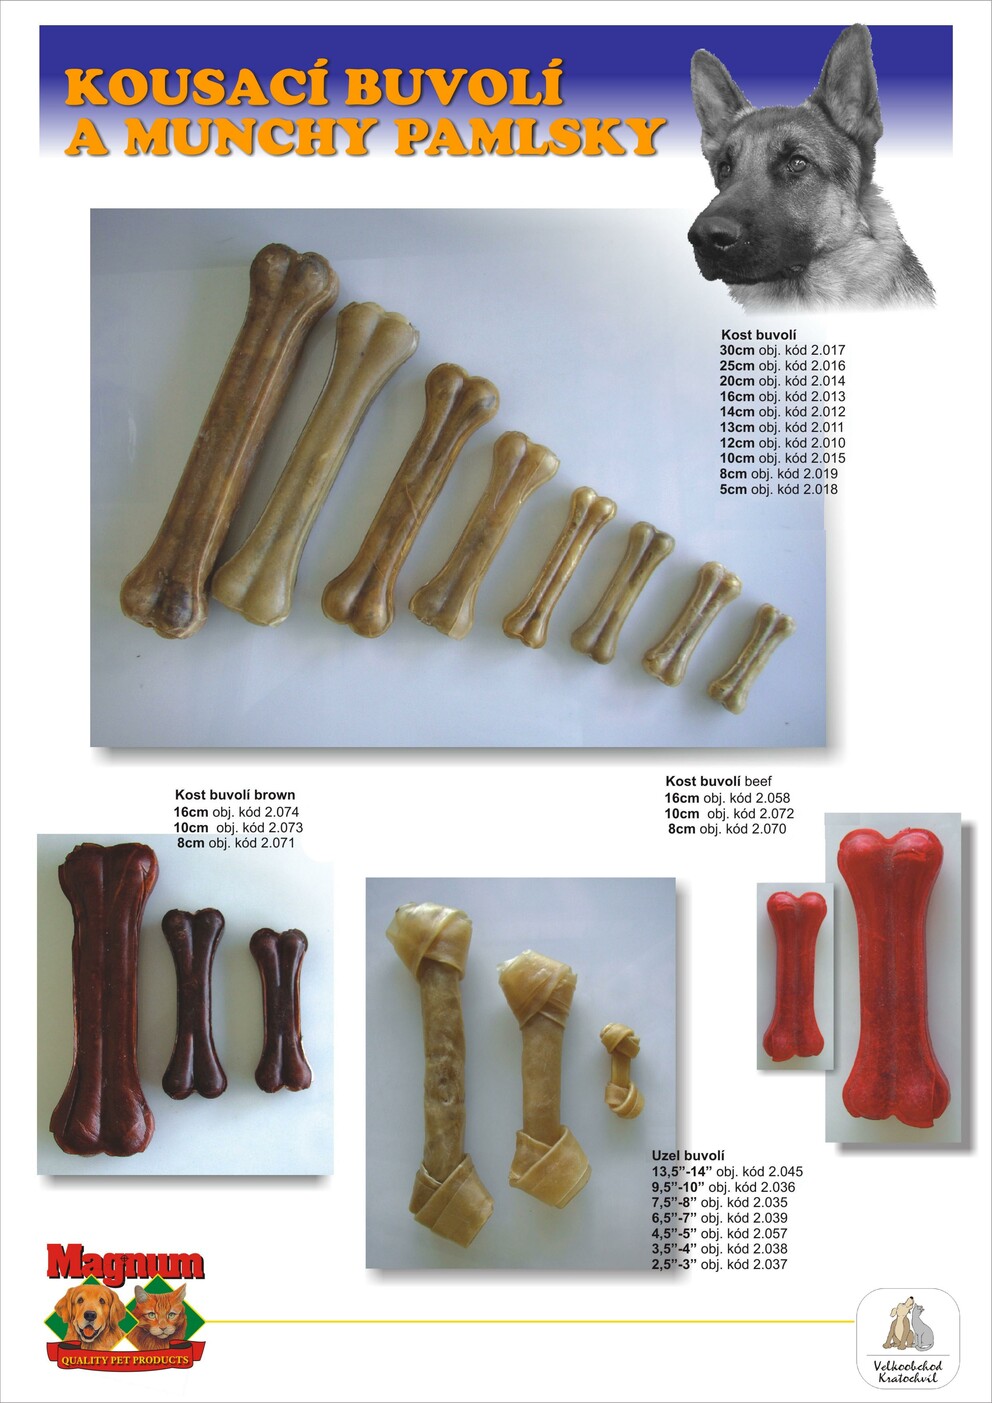 KOUSACÍ BUVOLÍ
A MUNCHY PAMLSKY
Kost buvolí
30cm obj. kód 2.017
25cm obj. kód 2.016
20cm obj. kód 2.014
16cm obj. kód 2.013
14cm obj. kód 2.012
13cm obj. kód 2.011
12cm obj. kód 2.010
10cm obj. kód 2.015
8cm obj. kód 2.019
5cm obj. kód 2.018
Kost buvolí brown
16cm obj. kód 2.074
10cm obj. kód 2.073
8cm obj. kód 2.071
Kost buvolí beef
16cm obj. kód 2.058
10cm obj. kód 2.072
8cm obj. kód 2.070
Uzel buvolí
13,5”-14” obj. kód 2.045
9,5”-10” obj. kód 2.036
7,5”-8” obj. kód 2.035
6,5”-7” obj. kód 2.039
4,5”-5” obj. kód 2.057
3,5”-4” obj. kód 2.038
2,5”-3” obj. kód 2.037
Magnum
QUALITY PET PRODUCTS
Velkoobchod
Kratochvíl